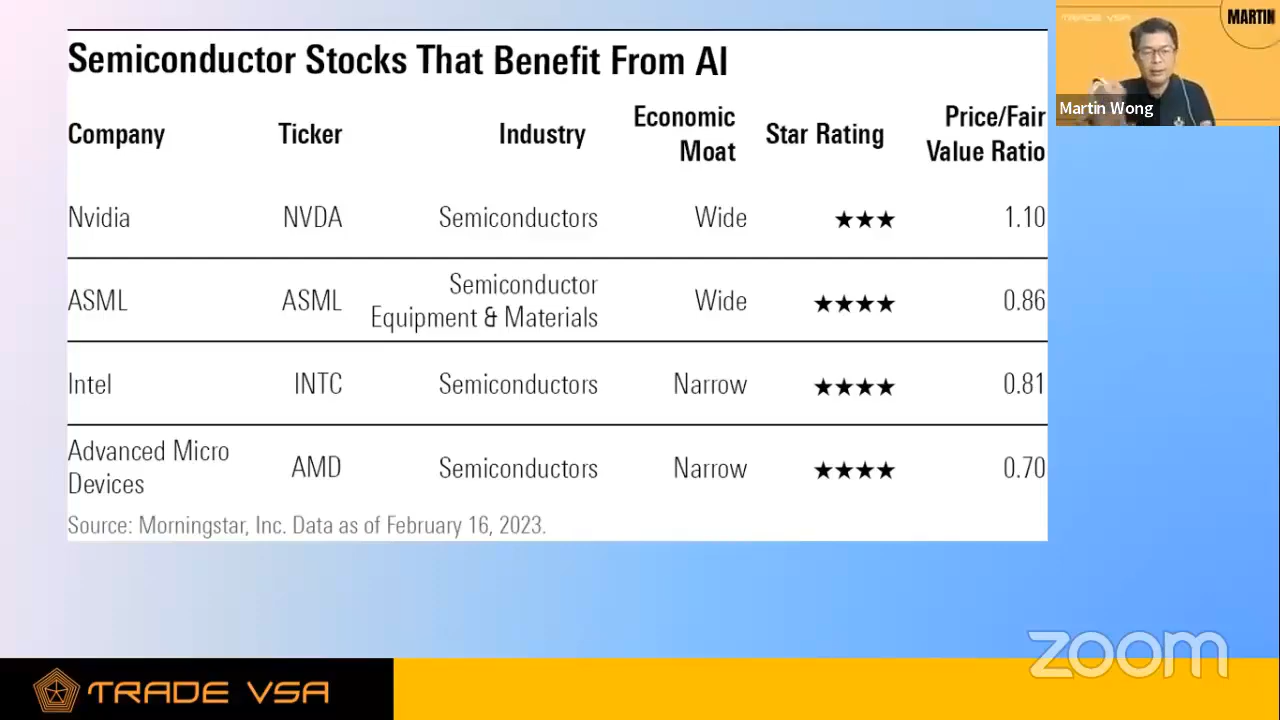 TRADE VSA
MARTIN
Martin Wong
Semiconductor Stocks That Benefit From AI
Company Ticker Industry Economic Moat Star Rating Price/Fair Value Ratio
Nvidia NVDA Semiconductors Wide ★★★ 1.10
ASML ASML Semiconductor Equipment & Materials Wide ★★★★ 0.86
Intel INTC Semiconductors Narrow ★★★★ 0.81
Advanced Micro Devices AMD Semiconductors Narrow ★★★★ 0.70
Source: Morningstar, Inc. Data as of February 16, 2023.
zoom
TRADE VSA